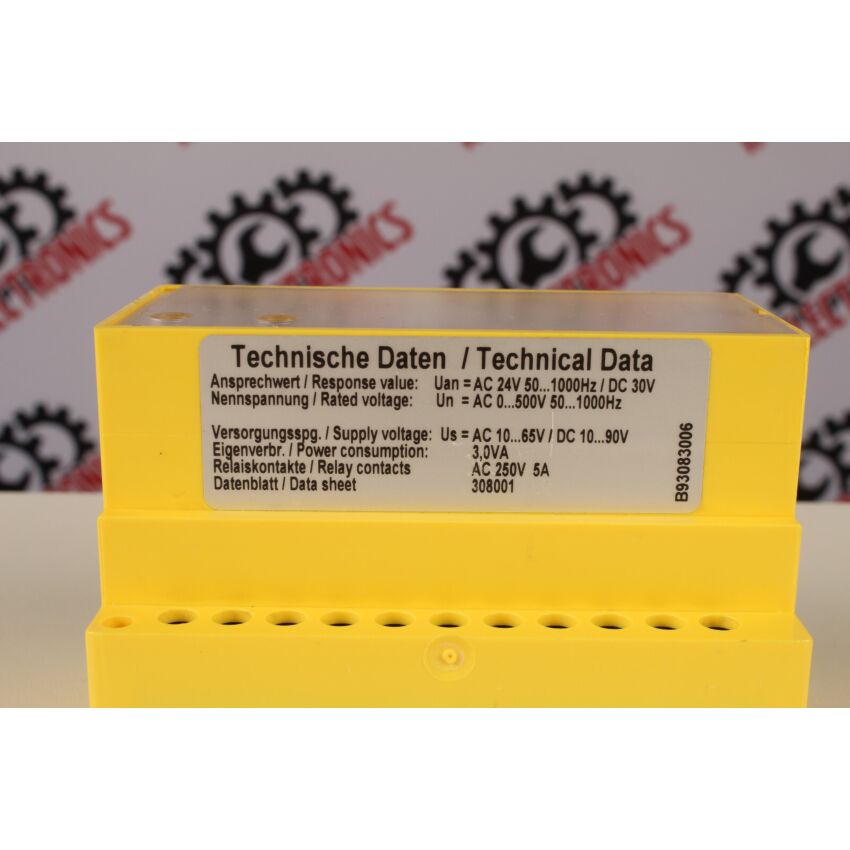 Technische Daten / Technical Data
Ansprechwert / Response value: Uan = AC 24V 50...1000Hz / DC 30V
Nennspannung / Rated voltage: Un = AC 0...500V 50...1000Hz
Versorgungsspg. / Supply voltage: Us = AC 10...65V / DC 10...90V
Eigenverbr. / Power consumption: 3,0VA
Relaiskontakte / Relay contacts AC 250V 5A
Datenblatt / Data sheet 308001
B93083006
ECTRONICS
CTRONICS